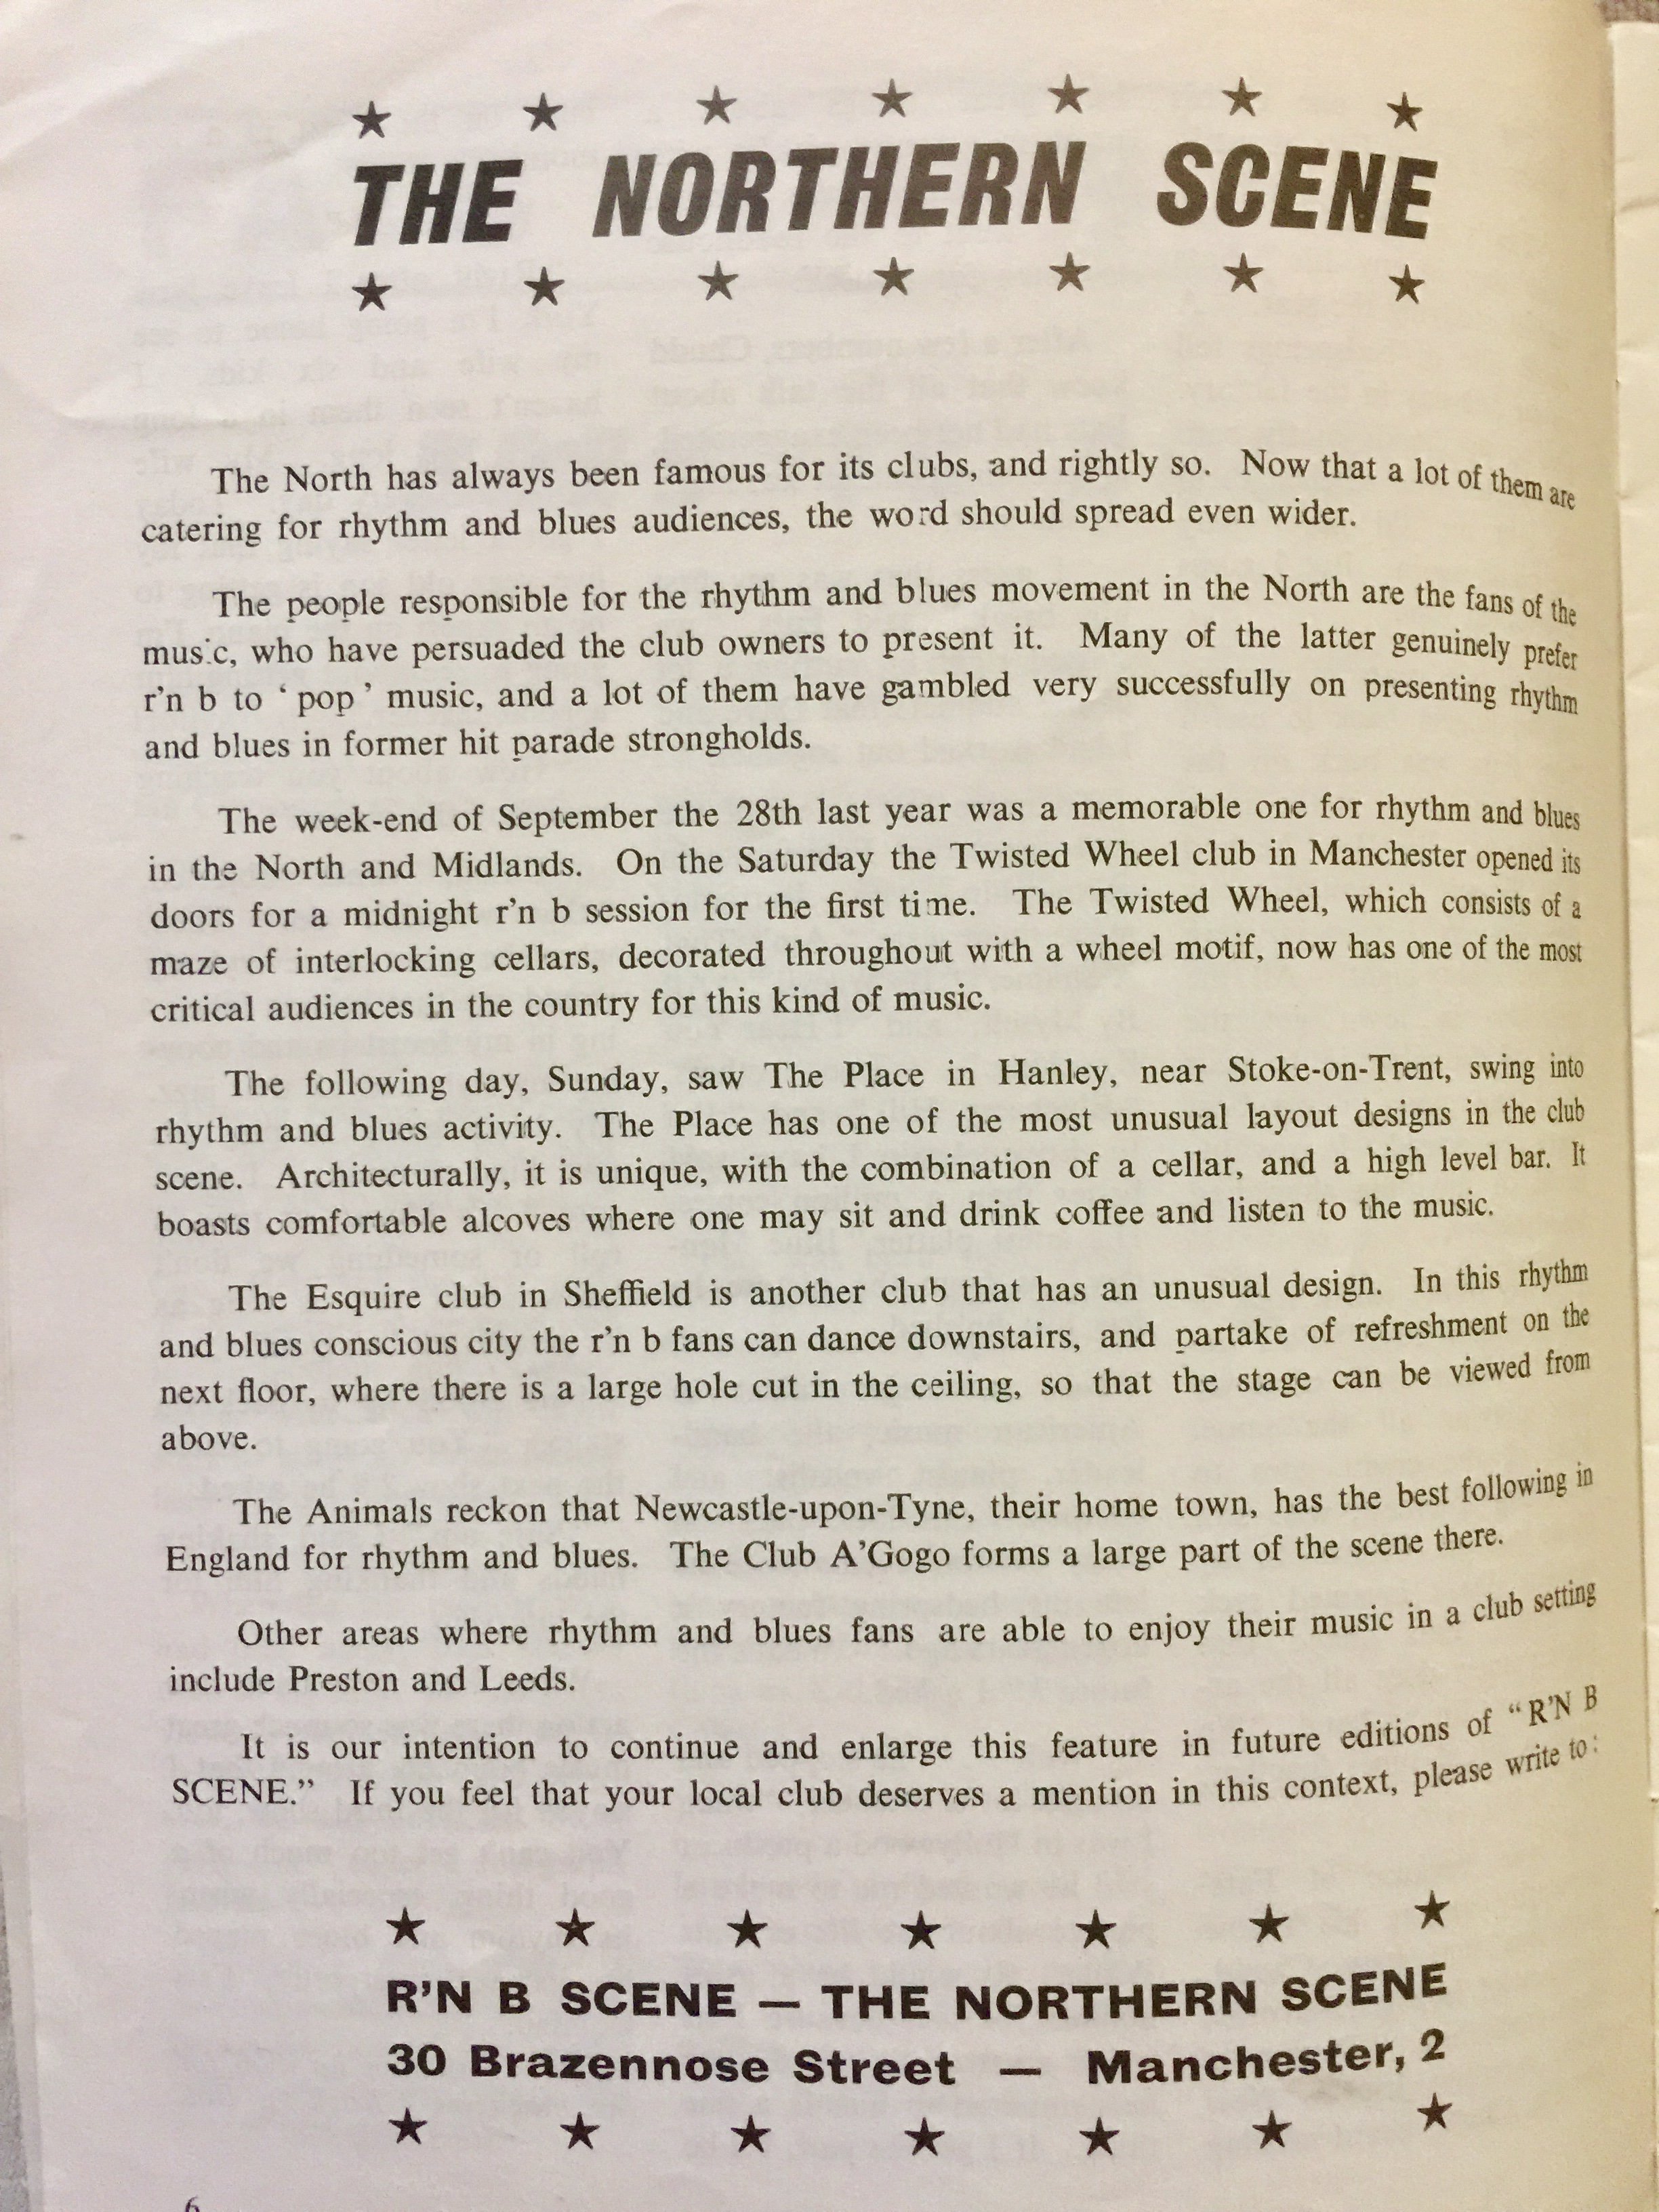 THE NORTHERN SCENE
The North has always been famous for its clubs, and rightly so. Now that a lot of them are
catering for rhythm and blues audiences, the word should spread even wider.
The people responsible for the rhythm and blues movement in the North are the fans of the
music, who have persuaded the club owners to present it. Many of the latter genuinely prefer
r'n b to ‘ pop ’ music, and a lot of them have gambled very successfully on presenting rhythm
and blues in former hit parade strongholds.
The week-end of September the 28th last year was a memorable one for rhythm and blues
in the North and Midlands. On the Saturday the Twisted Wheel club in Manchester opened its
doors for a midnight r'n b session for the first time. The Twisted Wheel, which consists of a
maze of interlocking cellars, decorated throughout with a wheel motif, now has one of the most
critical audiences in the country for this kind of music.
The following day, Sunday, saw The Place in Hanley, near Stoke-on-Trent, swing into
rhythm and blues activity. The Place has one of the most unusual layout designs in the club
scene. Architecturally, it is unique, with the combination of a cellar, and a high level bar. It
boasts comfortable alcoves where one may sit and drink coffee and listen to the music.
The Esquire club in Sheffield is another club that has an unusual design. In this rhythm
and blues conscious city the r'n b fans can dance downstairs, and partake of refreshment on the
next floor, where there is a large hole cut in the ceiling, so that the stage can be viewed from
above.
The Animals reckon that Newcastle-upon-Tyne, their home town, has the best following in
England for rhythm and blues. The Club A'Gogo forms a large part of the scene there.
Other areas where rhythm and blues fans are able to enjoy their music in a club setting
include Preston and Leeds.
It is our intention to continue and enlarge this feature in future editions of “R'N B
SCENE.” If you feel that your local club deserves a mention in this context, please write to:
R'N B SCENE — THE NORTHERN SCENE
30 Brazennose Street — Manchester, 2
6